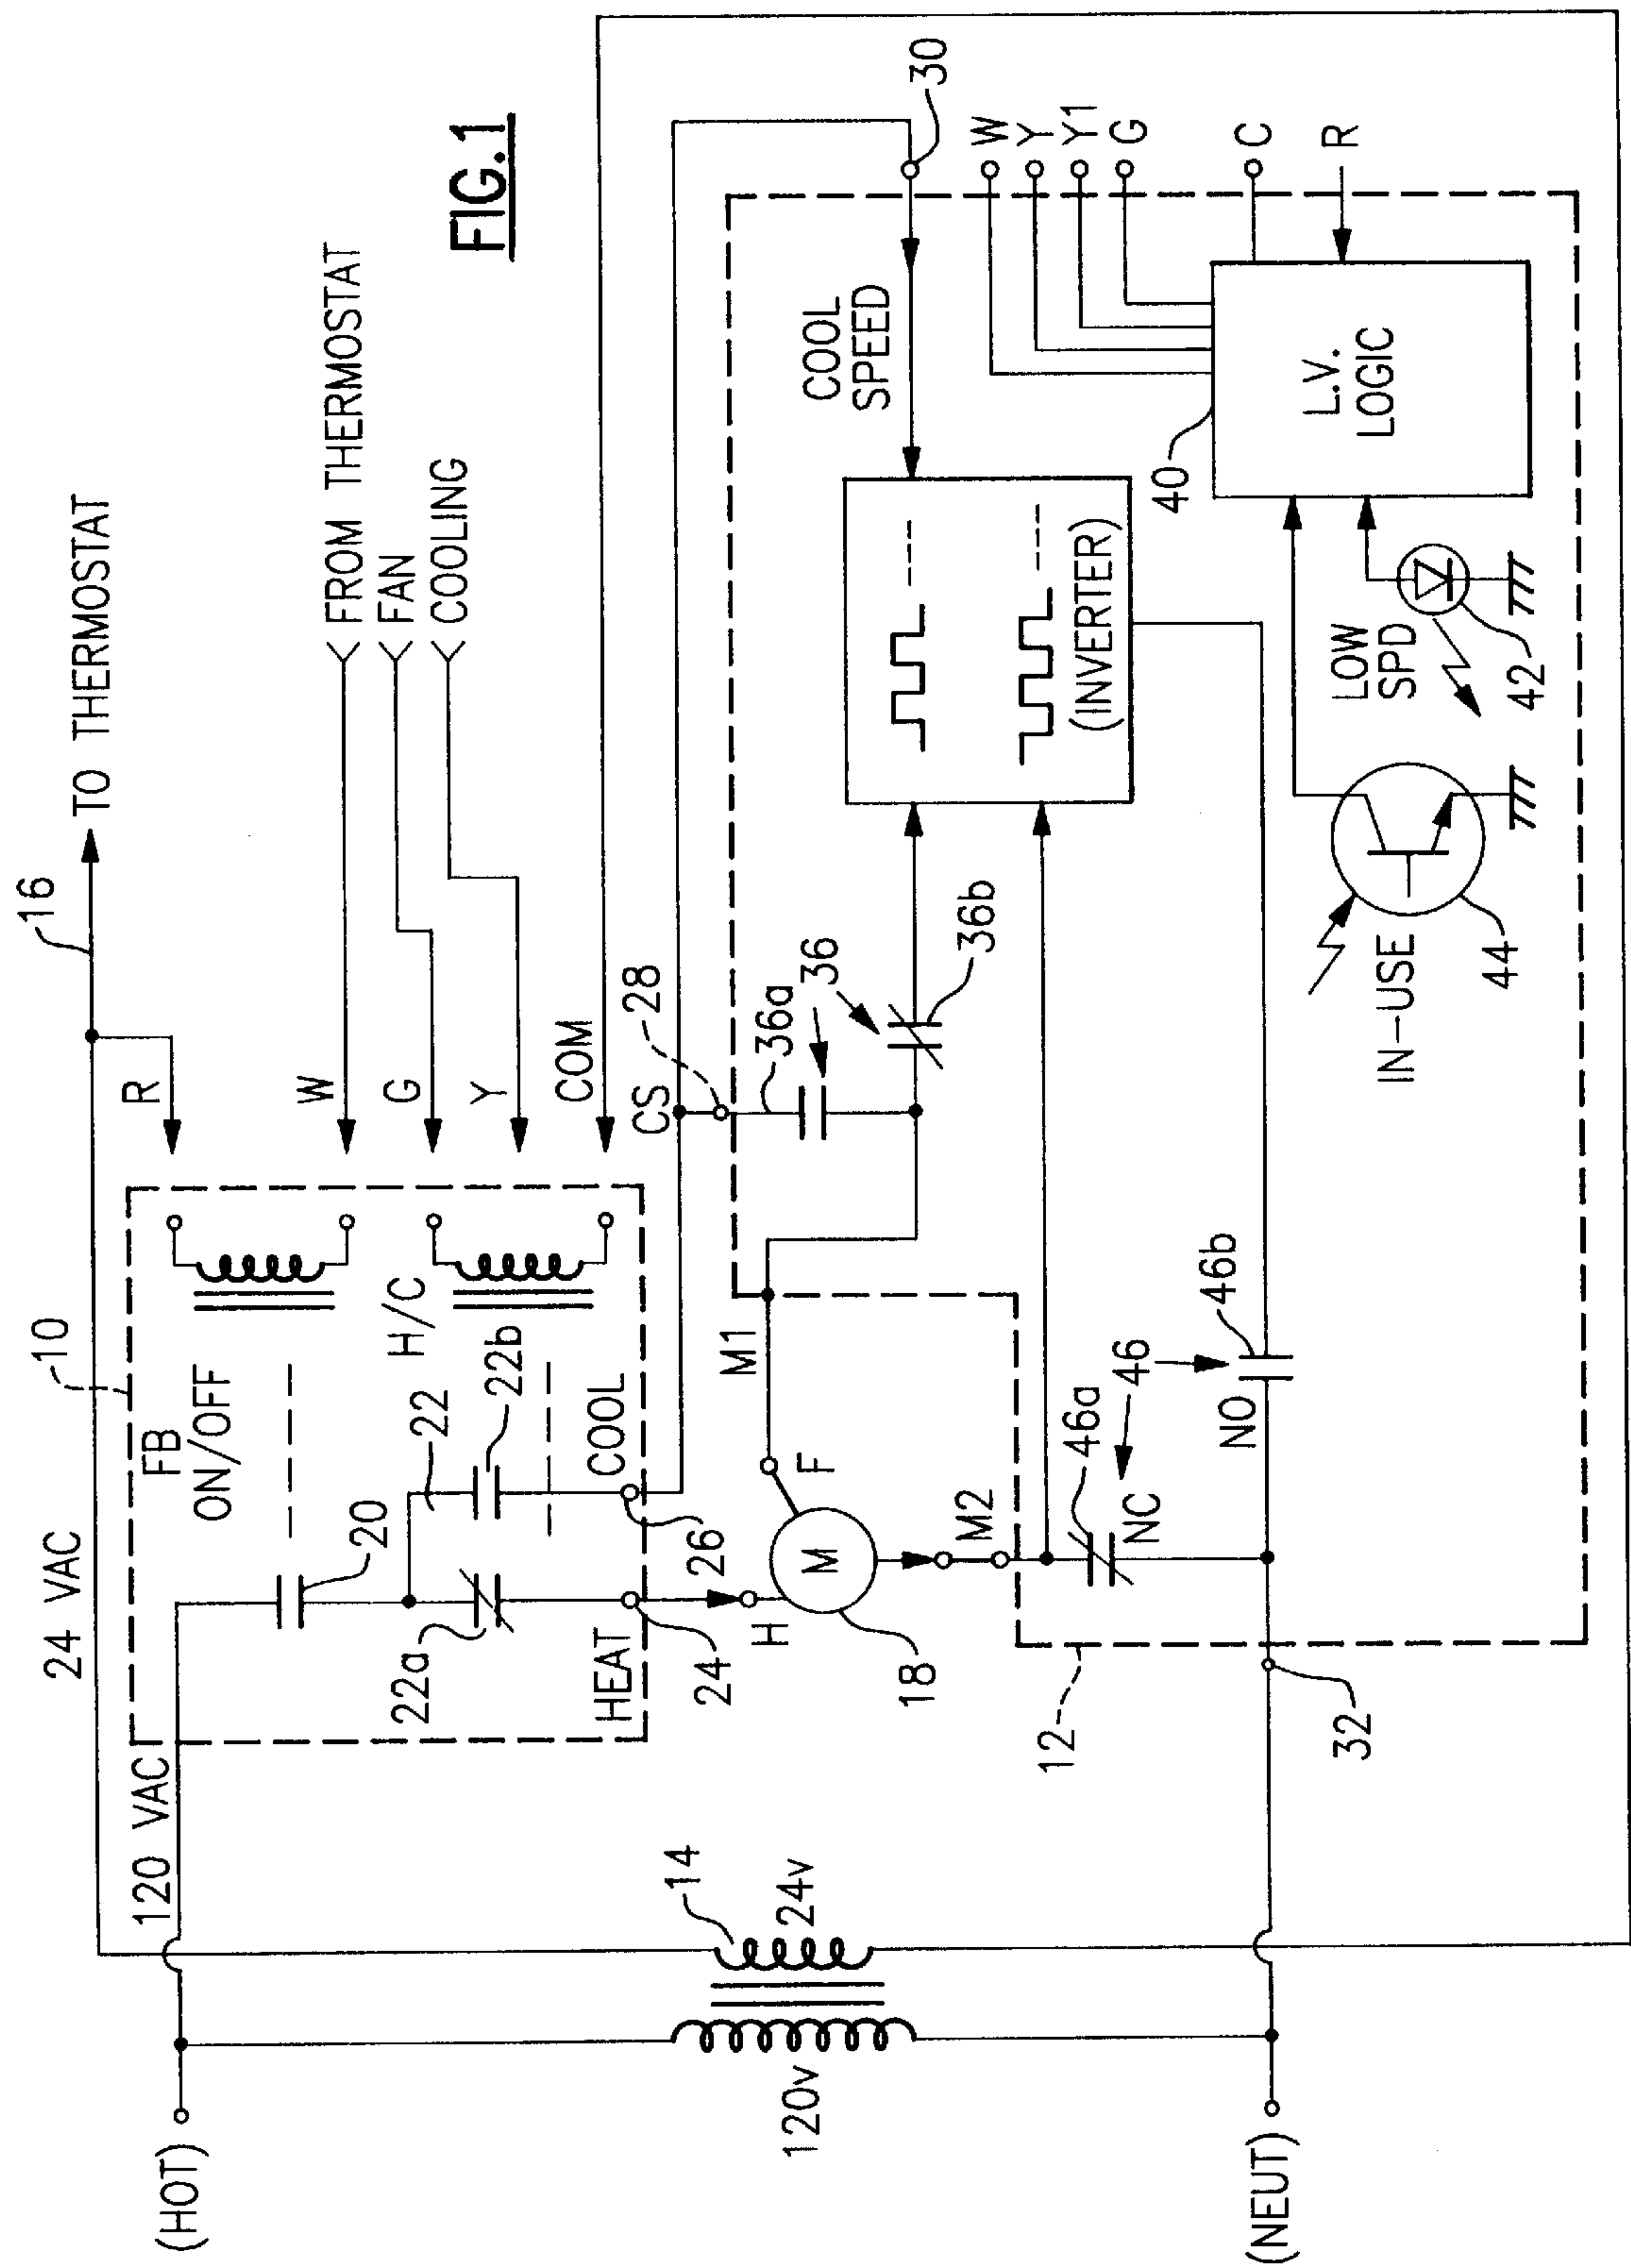 FIG.1
16
TO THERMOSTAT
24 VAC
R
FROM THERMOSTAT
FAN
COOLING
W
G
Y
COM
10
120 VAC
FB
ON/OFF
H/C
20
22
22a
22b
HEAT
COOL
24
26
CS
28
30
(HOT)
(NEUT)
14
120v
24v
H
F
M
18
M1
M2
12
32
36
36a
36b
COOL
SPEED
(INVERTER)
W
Y
Y1
G
C
R
40
L.V.
LOGIC
LOW
SPD
42
IN-USE
44
46
46a
46b
NC
NO